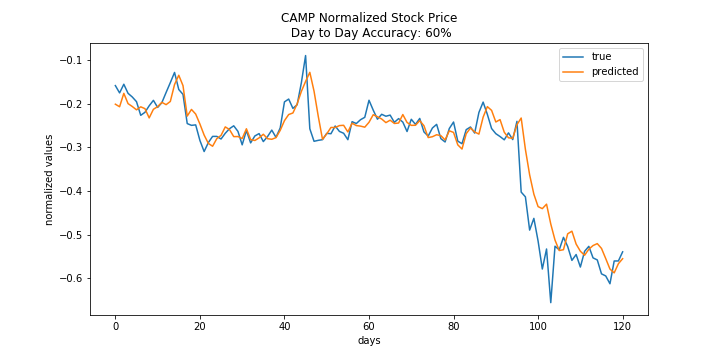 CAMP Normalized Stock Price
Day to Day Accuracy: 60%
true
predicted
normalized values
−0.1
−0.2
−0.3
−0.4
−0.5
−0.6
0
20
40
60
80
100
120
days